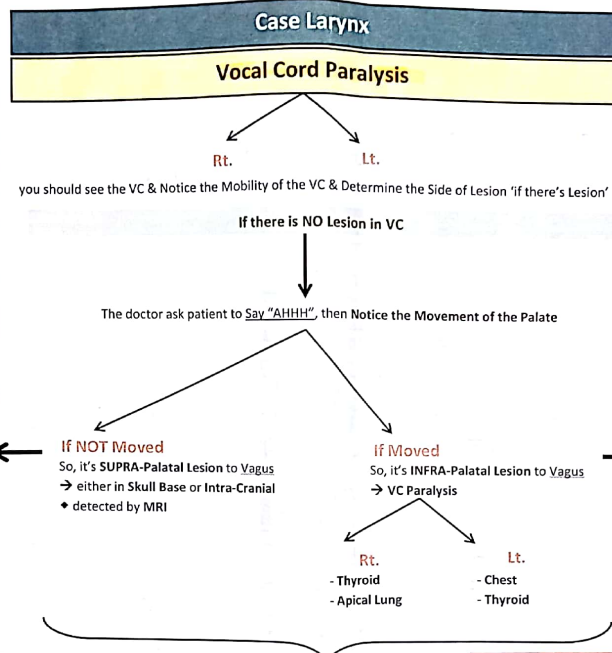 Case Larynx
Vocal Cord Paralysis
Rt. Lt.
you should see the VC & Notice the Mobility of the VC & Determine the Side of Lesion 'if there's Lesion'
If there is NO Lesion in VC
The doctor ask patient to Say "AHHH", then Notice the Movement of the Palate
If NOT Moved
So, it's SUPRA-Palatal Lesion to Vagus
→ either in Skull Base or Intra-Cranial
◆ detected by MRI
If Moved
So, it's INFRA-Palatal Lesion to Vagus
→ VC Paralysis
Rt.
- Thyroid
- Apical Lung
Lt.
- Chest
- Thyroid